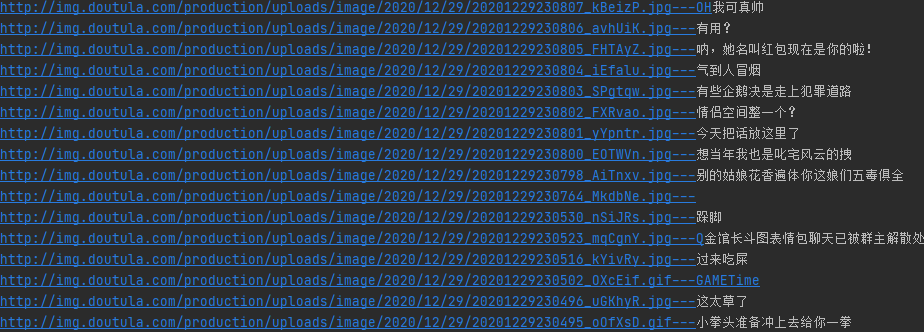 http://img.doutula.com/production/uploads/image/2020/12/29/20201229230807_kBeizP.jpg---OH我可真帅
http://img.doutula.com/production/uploads/image/2020/12/29/20201229230806_avhUiK.jpg---有用？
http://img.doutula.com/production/uploads/image/2020/12/29/20201229230805_FHTAyZ.jpg---呐，她名叫红包现在是你的啦！
http://img.doutula.com/production/uploads/image/2020/12/29/20201229230804_iEfalu.jpg---气到人冒烟
http://img.doutula.com/production/uploads/image/2020/12/29/20201229230803_SPgtqw.jpg---有些企鹅决是走上犯罪道路
http://img.doutula.com/production/uploads/image/2020/12/29/20201229230802_FXRvao.jpg---情侣空间整一个？
http://img.doutula.com/production/uploads/image/2020/12/29/20201229230801_yYpntr.jpg---今天把话放这里了
http://img.doutula.com/production/uploads/image/2020/12/29/20201229230800_EOTWVn.jpg---想当年我也是叱宅风云的拽
http://img.doutula.com/production/uploads/image/2020/12/29/20201229230798_AiTnxv.jpg---别的姑娘花香遍体你这娘们五毒俱全
http://img.doutula.com/production/uploads/image/2020/12/29/20201229230764_MkdbNe.jpg---
http://img.doutula.com/production/uploads/image/2020/12/29/20201229230530_nSiJRs.jpg---跺脚
http://img.doutula.com/production/uploads/image/2020/12/29/20201229230523_mqCgnY.jpg---Q金馆长斗图表情包聊天已被群主解散处
http://img.doutula.com/production/uploads/image/2020/12/29/20201229230516_kYivRy.jpg---过来吃屎
http://img.doutula.com/production/uploads/image/2020/12/29/20201229230502_OXcEif.gif---GAMETime
http://img.doutula.com/production/uploads/image/2020/12/29/20201229230496_uGKhyR.jpg---这太草了
http://img.doutula.com/production/uploads/image/2020/12/29/20201229230495_oOfXsD.gif---小拳头准备冲上去给你一拳